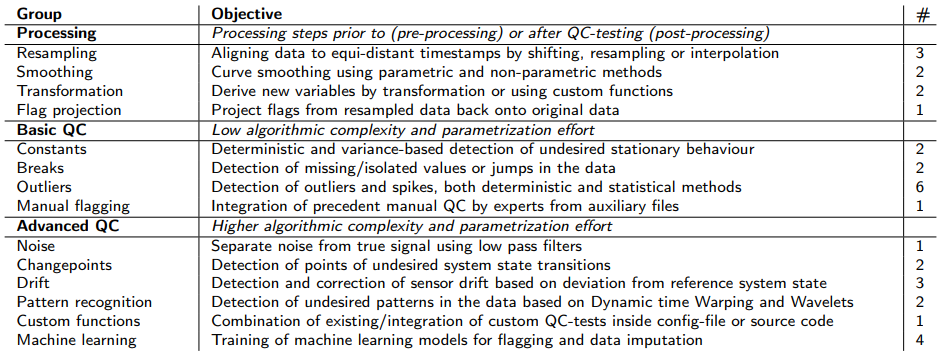 Group Objective #
Processing Processing steps prior to (pre-processing) or after QC-testing (post-processing)
Resampling Aligning data to equi-distant timestamps by shifting, resampling or interpolation 3
Smoothing Curve smoothing using parametric and non-parametric methods 2
Transformation Derive new variables by transformation or using custom functions 2
Flag projection Project flags from resampled data back onto original data 1
Basic QC Low algorithmic complexity and parametrization effort
Constants Deterministic and variance-based detection of undesired stationary behaviour 2
Breaks Detection of missing/isolated values or jumps in the data 2
Outliers Detection of outliers and spikes, both deterministic and statistical methods 6
Manual flagging Integration of precedent manual QC by experts from auxiliary files 1
Advanced QC Higher algorithmic complexity and parametrization effort
Noise Separate noise from true signal using low pass filters 1
Changepoints Detection of points of undesired system state transitions 2
Drift Detection and correction of sensor drift based on deviation from reference system state 3
Pattern recognition Detection of undesired patterns in the data based on Dynamic time Warping and Wavelets 2
Custom functions Combination of existing/integration of custom QC-tests inside config-file or source code 1
Machine learning Training of machine learning models for flagging and data imputation 4